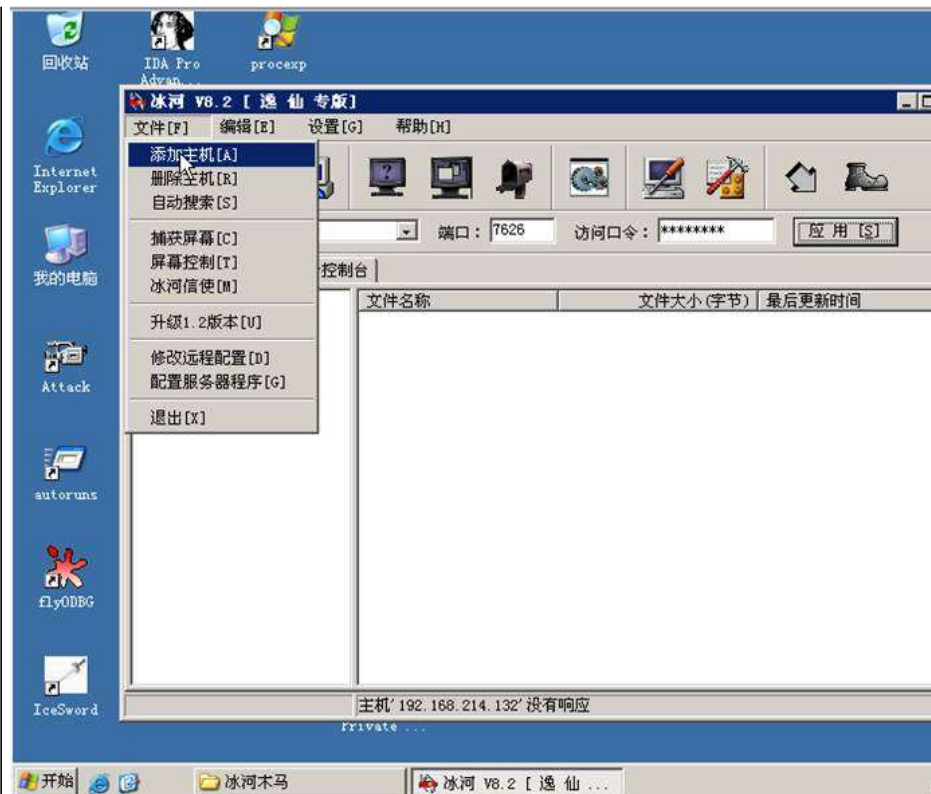 回收站
IDA Pro
Advan...
procexp
Internet
Explorer
我的电脑
Attack
autoruns
flyODBG
IceSword
冰河 V8.2 [ 逸 仙 专版]
文件[F] 编辑[E] 设置[G] 帮助[H]
添加主机[A]
删除主机[R]
自动搜索[S]
捕获屏幕[C]
屏幕控制[T]
冰河信使[M]
升级1.2版本[U]
修改远程配置[D]
配置服务器程序[G]
退出[X]
端口: 7626 访问口令: ******** 应用 [S]
控制台
文件名称 文件大小(字节) 最后更新时间
主机'192.168.214.132'没有响应
Private ...
开始 冰河木马 冰河 V8.2 [ 逸 仙 ...